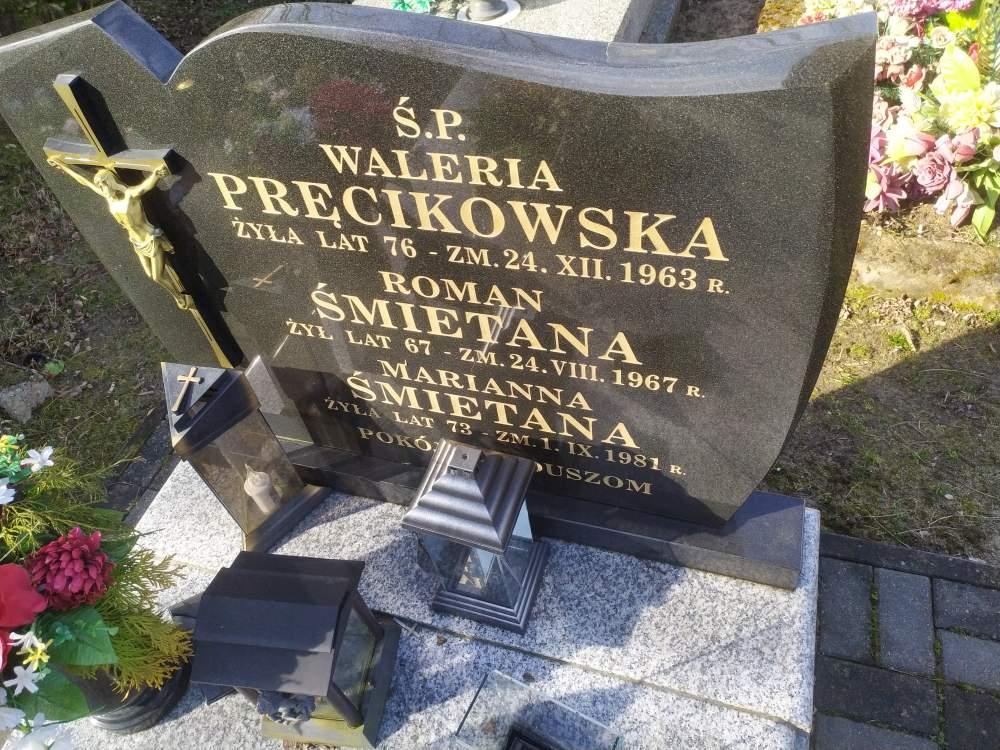 Ś.P.
WALERIA
PRĘCIKOWSKA
ŻYŁA LAT 76 - ZM. 24. XII. 1963 R.
ROMAN
ŚMIETANA
ŻYŁ LAT 67 - ZM. 24. VIII. 1967 R.
MARIANNA
ŚMIETANA
ŻYŁA LAT 73 - ZM. 1. IX. 1981 R.
DUSZOM